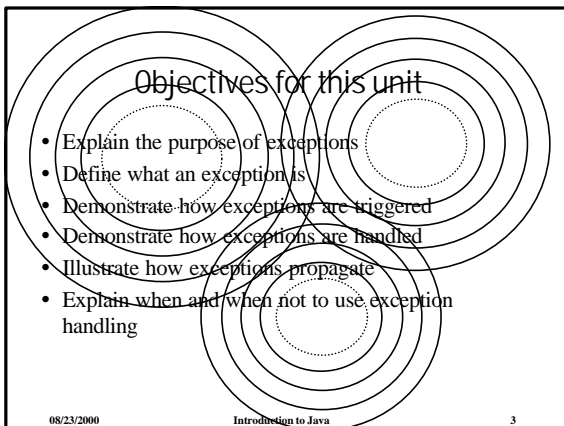 Objectives for this unit
• Explain the purpose of exceptions
• Define what an exception is
• Demonstrate how exceptions are triggered
• Demonstrate how exceptions are handled
• Illustrate how exceptions propagate
• Explain when and when not to use exception
handling
08/23/2000 Introduction to Java 3